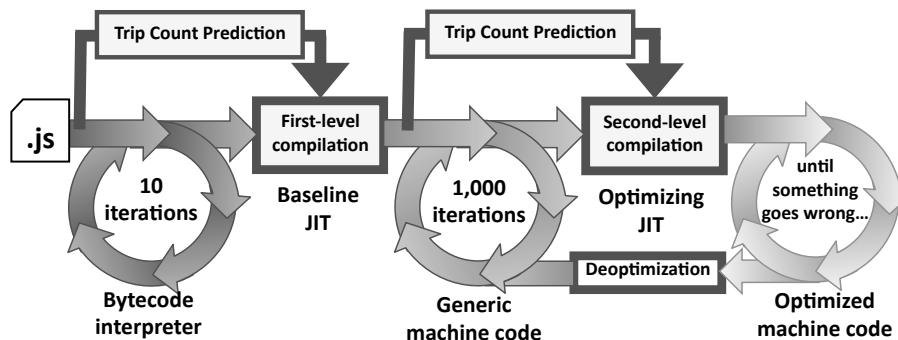 Trip Count Prediction
Trip Count Prediction
.js
10
iterations
First-level
compilation
1,000
iterations
Second-level
compilation
until
something
goes wrong…
Baseline
JIT
Optimizing
JIT
Deoptimization
Bytecode
interpreter
Generic
machine code
Optimized
machine code